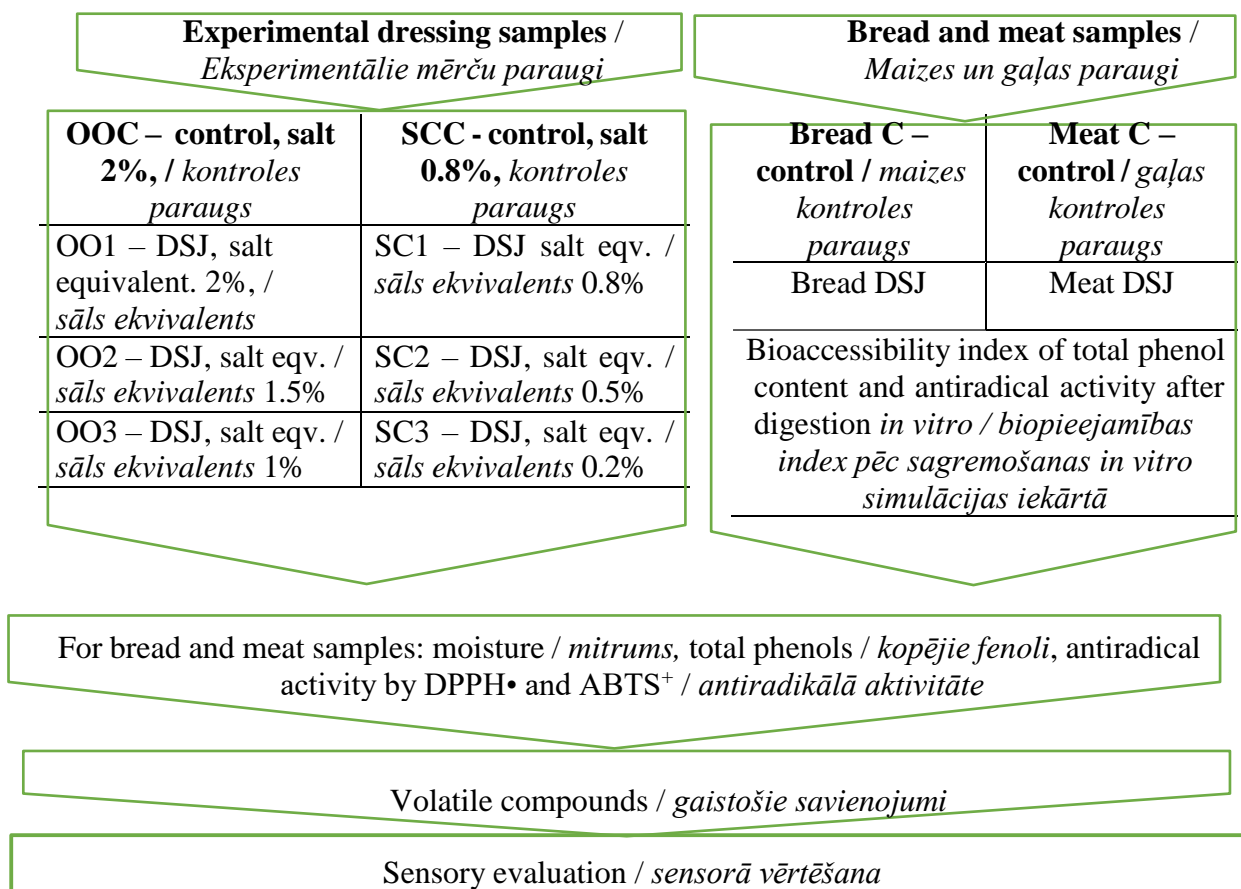 Experimental dressing samples /
Eksperimentālie mērču paraugi
Bread and meat samples /
Maizes un gaļas paraugi
OOC – control, salt
2%, / kontroles
paraugs
SCC - control, salt
0.8%, kontroles
paraugs
OO1 – DSJ, salt
equivalent. 2%, /
sāls ekvivalents
SC1 – DSJ salt eqv. /
sāls ekvivalents 0.8%
OO2 – DSJ, salt eqv. /
sāls ekvivalents 1.5%
SC2 – DSJ, salt eqv. /
sāls ekvivalents 0.5%
OO3 – DSJ, salt eqv. /
sāls ekvivalents 1%
SC3 – DSJ, salt eqv. /
sāls ekvivalents 0.2%
Bread C –
control / maizes
kontroles
paraugs
Meat C –
control / gaļas
kontroles
paraugs
Bread DSJ
Meat DSJ
Bioaccessibility index of total phenol
content and antiradical activity after
digestion in vitro / biopieejamības
index pēc sagremošanas in vitro
simulācijas iekārtā
For bread and meat samples: moisture / mitrums, total phenols / kopējie fenoli, antiradical
activity by DPPH• and ABTS⁺ / antiradikālā aktivitāte
Volatile compounds / gaistošie savienojumi
Sensory evaluation / sensorā vērtēšana